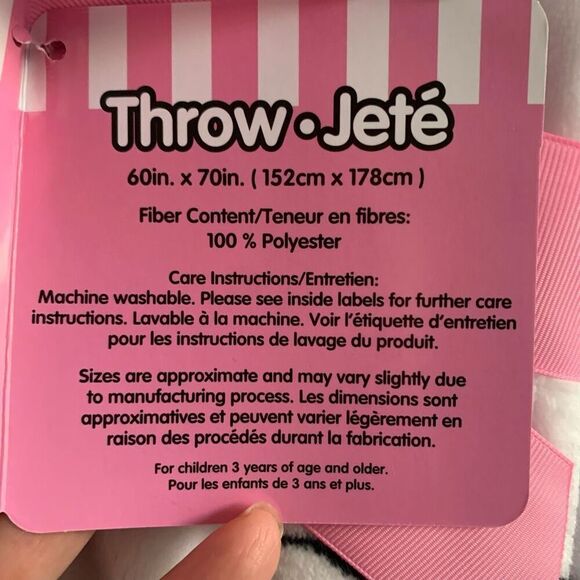 Throw • Jeté
60in. x 70in. ( 152cm x 178cm )
Fiber Content/Teneur en fibres:
100 % Polyester
Care Instructions/Entretien:
Machine washable. Please see inside labels for further care
instructions. Lavable à la machine. Voir l'étiquette d'entretien
pour les instructions de lavage du produit.
Sizes are approximate and may vary slightly due
to manufacturing process. Les dimensions sont
approximatives et peuvent varier légèrement en
raison des procédés durant la fabrication.
For children 3 years of age and older.
Pour les enfants de 3 ans et plus.